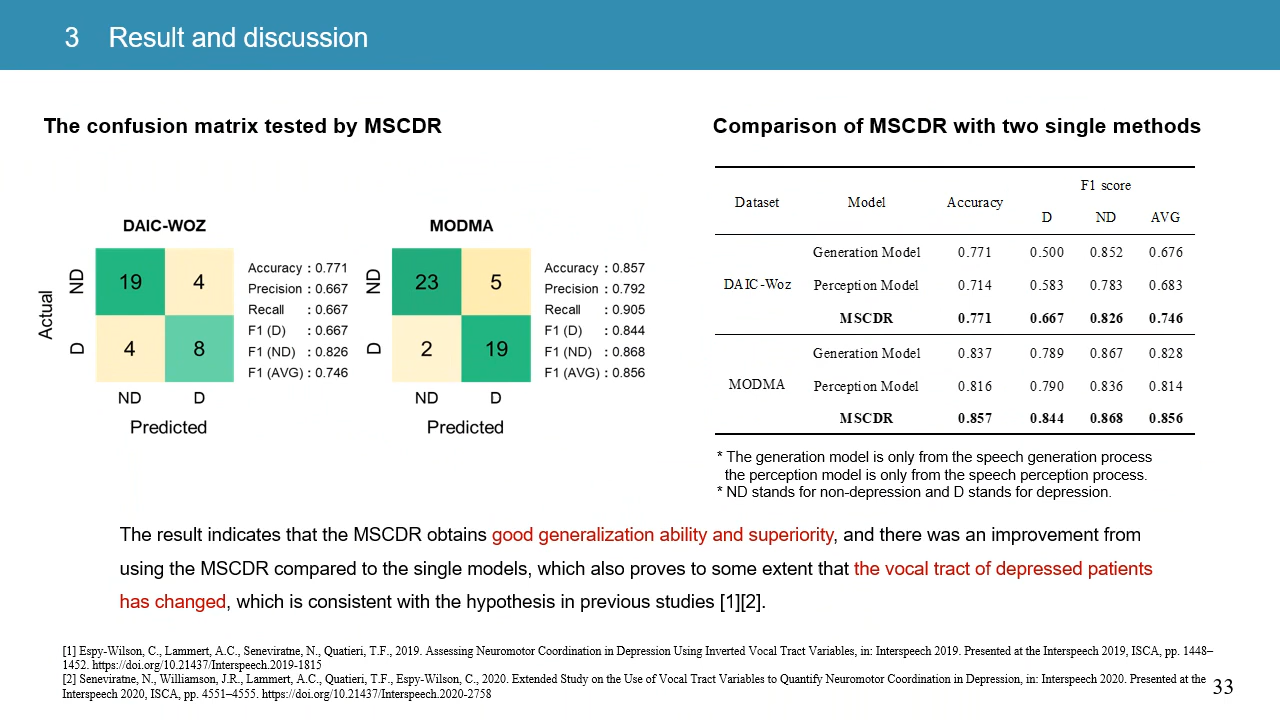 3 Result and discussion
The confusion matrix tested by MSCDR
DAIC-WOZ
Actual
ND
D
19
4
4
8
ND
D
Predicted
Accuracy : 0.771
Precision : 0.667
Recall : 0.667
F1 (D) : 0.667
F1 (ND) : 0.826
F1 (AVG) : 0.746
MODMA
ND
D
23
5
2
19
ND
D
Predicted
Accuracy : 0.857
Precision : 0.792
Recall : 0.905
F1 (D) : 0.844
F1 (ND) : 0.868
F1 (AVG) : 0.856
Comparison of MSCDR with two single methods
Dataset Model Accuracy F1 score
D ND AVG
DAIC-Woz
Generation Model 0.771 0.500 0.852 0.676
Perception Model 0.714 0.583 0.783 0.683
MSCDR 0.771 0.667 0.826 0.746
MODMA
Generation Model 0.837 0.789 0.867 0.828
Perception Model 0.816 0.790 0.836 0.814
MSCDR 0.857 0.844 0.868 0.856
* The generation model is only from the speech generation process
the perception model is only from the speech perception process.
* ND stands for non-depression and D stands for depression.
The result indicates that the MSCDR obtains good generalization ability and superiority, and there was an improvement from
using the MSCDR compared to the single models, which also proves to some extent that the vocal tract of depressed patients
has changed, which is consistent with the hypothesis in previous studies [1][2].
[1] Espy-Wilson, C., Lammert, A.C., Seneviratne, N., Quatieri, T.F., 2019. Assessing Neuromotor Coordination in Depression Using Inverted Vocal Tract Variables, in: Interspeech 2019. Presented at the Interspeech 2019, ISCA, pp. 1448–
1452. https://doi.org/10.21437/Interspeech.2019-1815
[2] Seneviratne, N., Williamson, J.R., Lammert, A.C., Quatieri, T.F., Espy-Wilson, C., 2020. Extended Study on the Use of Vocal Tract Variables to Quantify Neuromotor Coordination in Depression, in: Interspeech 2020. Presented at the
Interspeech 2020, ISCA, pp. 4551–4555. https://doi.org/10.21437/Interspeech.2020-2758
33